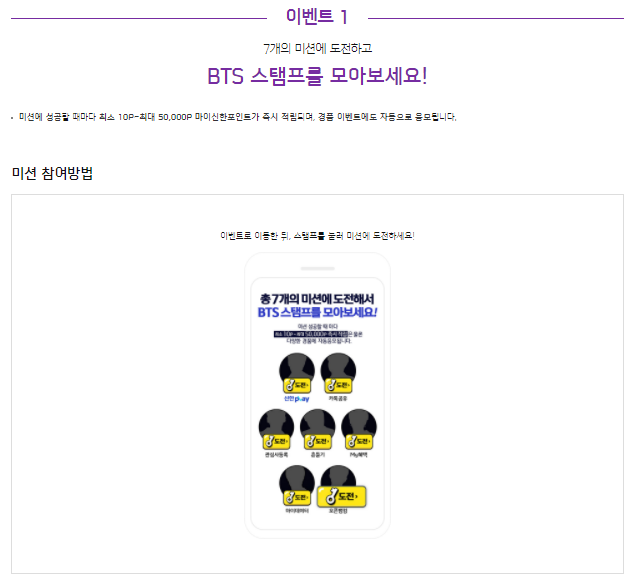 이벤트 1
7개의 미션에 도전하고
BTS 스탬프를 모아보세요!
미션에 성공할 때마다 최소 10P~최대 50,000P 마이신한포인트가 즉시 적립되며, 경품 이벤트에도 자동으로 응모됩니다.
미션 참여방법
이벤트로 이동한 뒤, 스탬프를 눌러 미션에 도전하세요!
총 7개의 미션에 도전해서
BTS 스탬프를 모아보세요!
미션 성공할 때 마다
최소 10P~최대 50,000P 즉시 적립은 물론
다양한 경품에 자동응모됩니다.
도전› 도전›
신한 play 카톡공유
도전› 도전› 도전›
관심사등록 흔들기 My혜택
도전› 도전›
마이데이터 오픈뱅킹